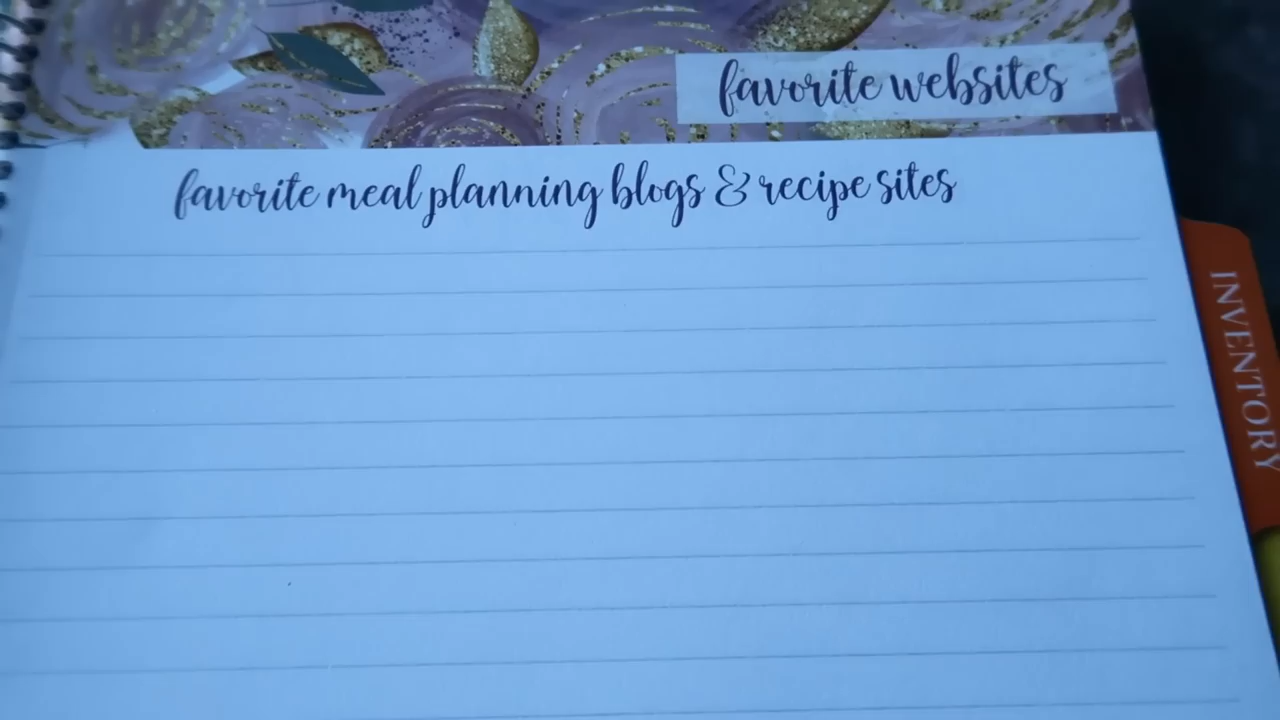 favorite websites
favorite meal planning blogs & recipe sites
INVENTORY